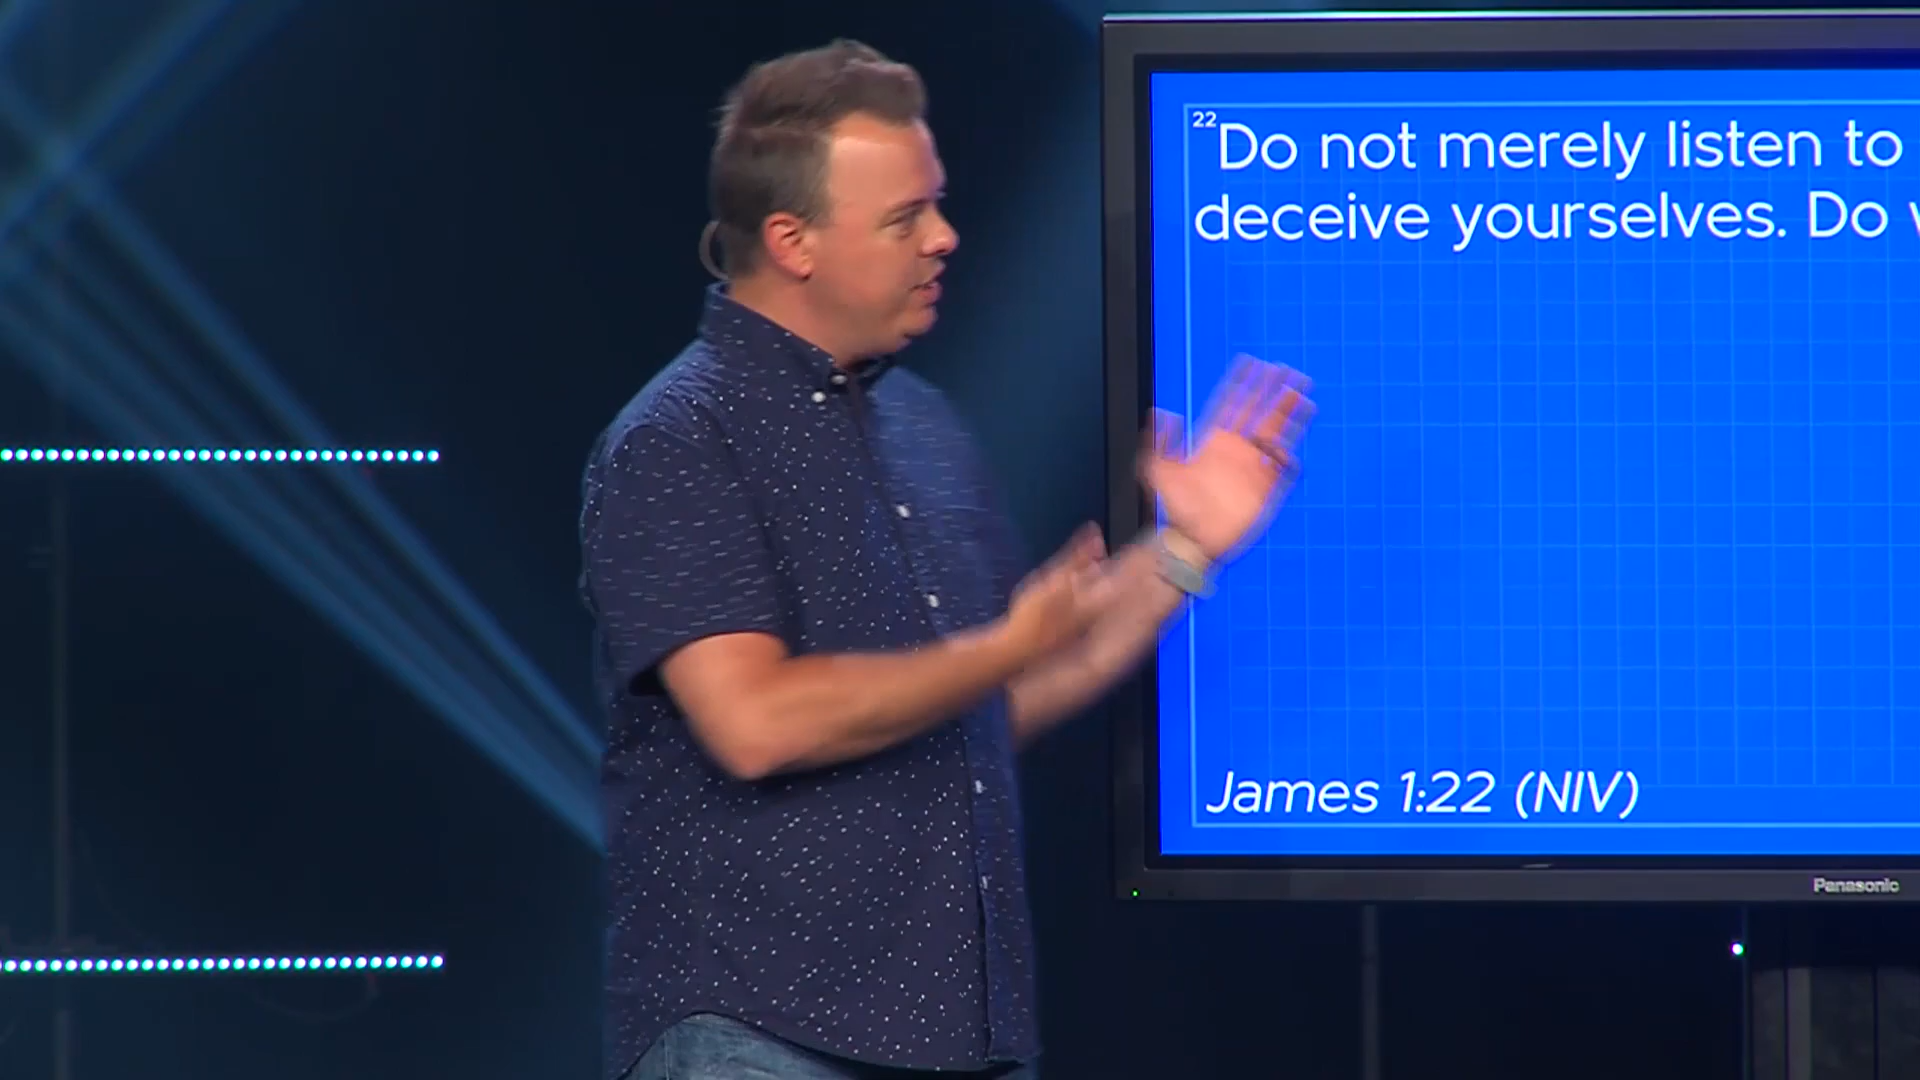 22 Do not merely listen to
deceive yourselves. Do
James 1:22 (NIV)
Panasonic